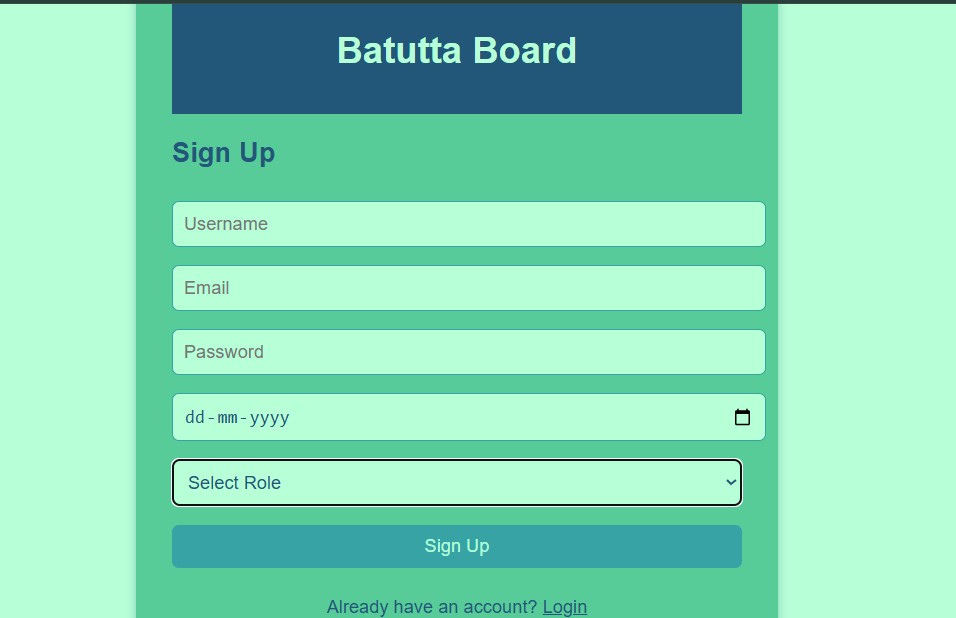 Batutta Board
Sign Up
Username
Email
Password
dd-mm-yyyy
Select Role
Sign Up
Already have an account? Login